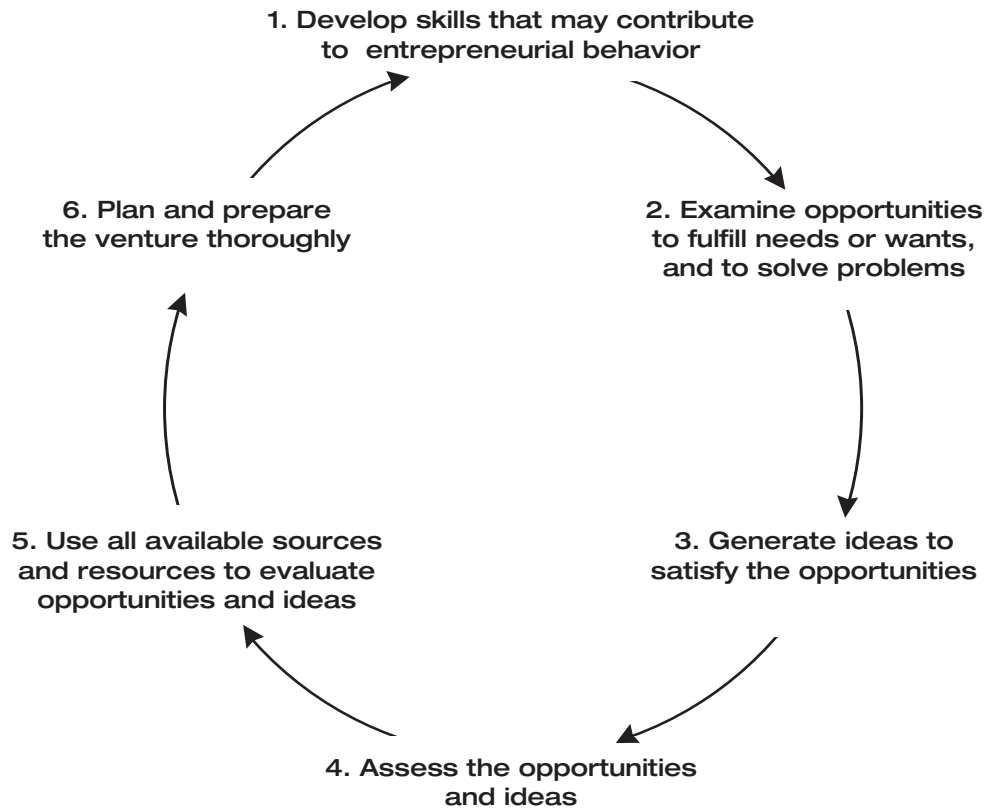 1. Develop skills that may contribute
to entrepreneurial behavior
2. Examine opportunities
to fulfill needs or wants,
and to solve problems
3. Generate ideas to
satisfy the opportunities
4. Assess the opportunities
and ideas
5. Use all available sources
and resources to evaluate
opportunities and ideas
6. Plan and prepare
the venture thoroughly